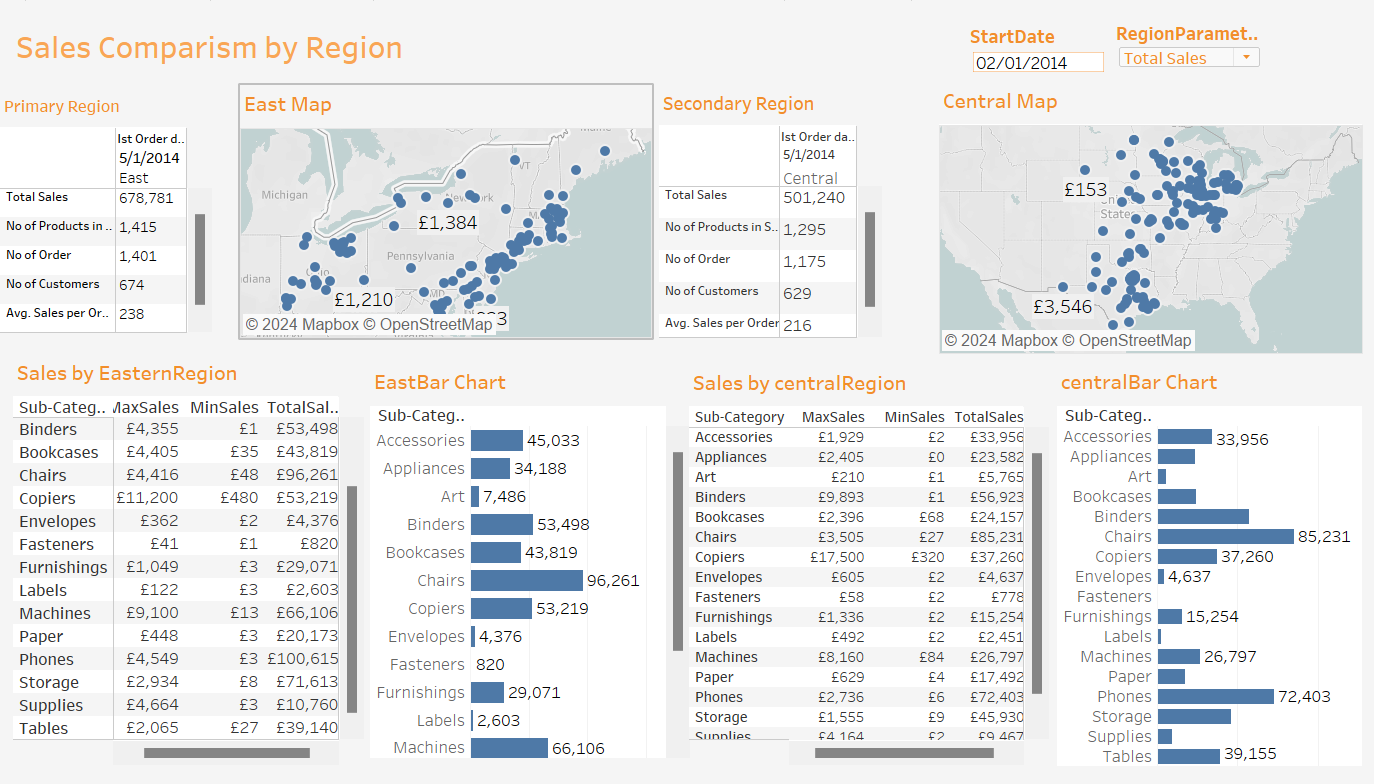 Sales Comparism by Region
StartDate
02/01/2014
RegionParamet..
Total Sales
Primary Region
Ist Order d..
5/1/2014
East
Total Sales 678,781
No of Products in .. 1,415
No of Order 1,401
No of Customers 674
Avg. Sales per Or.. 238
East Map
Maine
VT
Michigan
New York
£1,384
Pennsylvania
Ohio
MD
£1,210
© 2024 Mapbox © OpenStreetMap
Secondary Region
Ist Order da..
5/1/2014
Central
Total Sales 501,240
No of Products in S.. 1,295
No of Order 1,175
No of Customers 629
Avg. Sales per Order 216
Central Map
£153
United
States
£3,546
© 2024 Mapbox © OpenStreetMap
Sales by EasternRegion
Sub-Categ.. MaxSales MinSales TotalSal..
Binders £4,355 £1 £53,498
Bookcases £4,405 £35 £43,819
Chairs £4,416 £48 £96,261
Copiers £11,200 £480 £53,219
Envelopes £362 £2 £4,376
Fasteners £41 £1 £820
Furnishings £1,049 £3 £29,071
Labels £122 £3 £2,603
Machines £9,100 £13 £66,106
Paper £448 £3 £20,173
Phones £4,549 £3 £100,615
Storage £2,934 £8 £71,613
Supplies £4,664 £3 £10,760
Tables £2,065 £27 £39,140
EastBar Chart
Sub-Categ..
Accessories 45,033
Appliances 34,188
Art 7,486
Binders 53,498
Bookcases 43,819
Chairs 96,261
Copiers 53,219
Envelopes 4,376
Fasteners 820
Furnishings 29,071
Labels 2,603
Machines 66,106
Sales by centralRegion
Sub-Category MaxSales MinSales TotalSales
Accessories £1,929 £2 £33,956
Appliances £2,405 £0 £23,582
Art £210 £1 £5,765
Binders £9,893 £1 £56,923
Bookcases £2,396 £68 £24,157
Chairs £3,505 £27 £85,231
Copiers £17,500 £320 £37,260
Envelopes £605 £2 £4,637
Fasteners £58 £2 £778
Furnishings £1,336 £2 £15,254
Labels £492 £2 £2,451
Machines £8,160 £84 £26,797
Paper £629 £4 £17,492
Phones £2,736 £6 £72,403
Storage £1,555 £9 £45,930
Supplies £4,164 £2 £9,467
centralBar Chart
Sub-Categ..
Accessories 33,956
Appliances
Art
Bookcases
Binders
Chairs 85,231
Copiers 37,260
Envelopes 4,637
Fasteners
Furnishings 15,254
Labels
Machines 26,797
Paper
Phones 72,403
Storage
Supplies
Tables 39,155